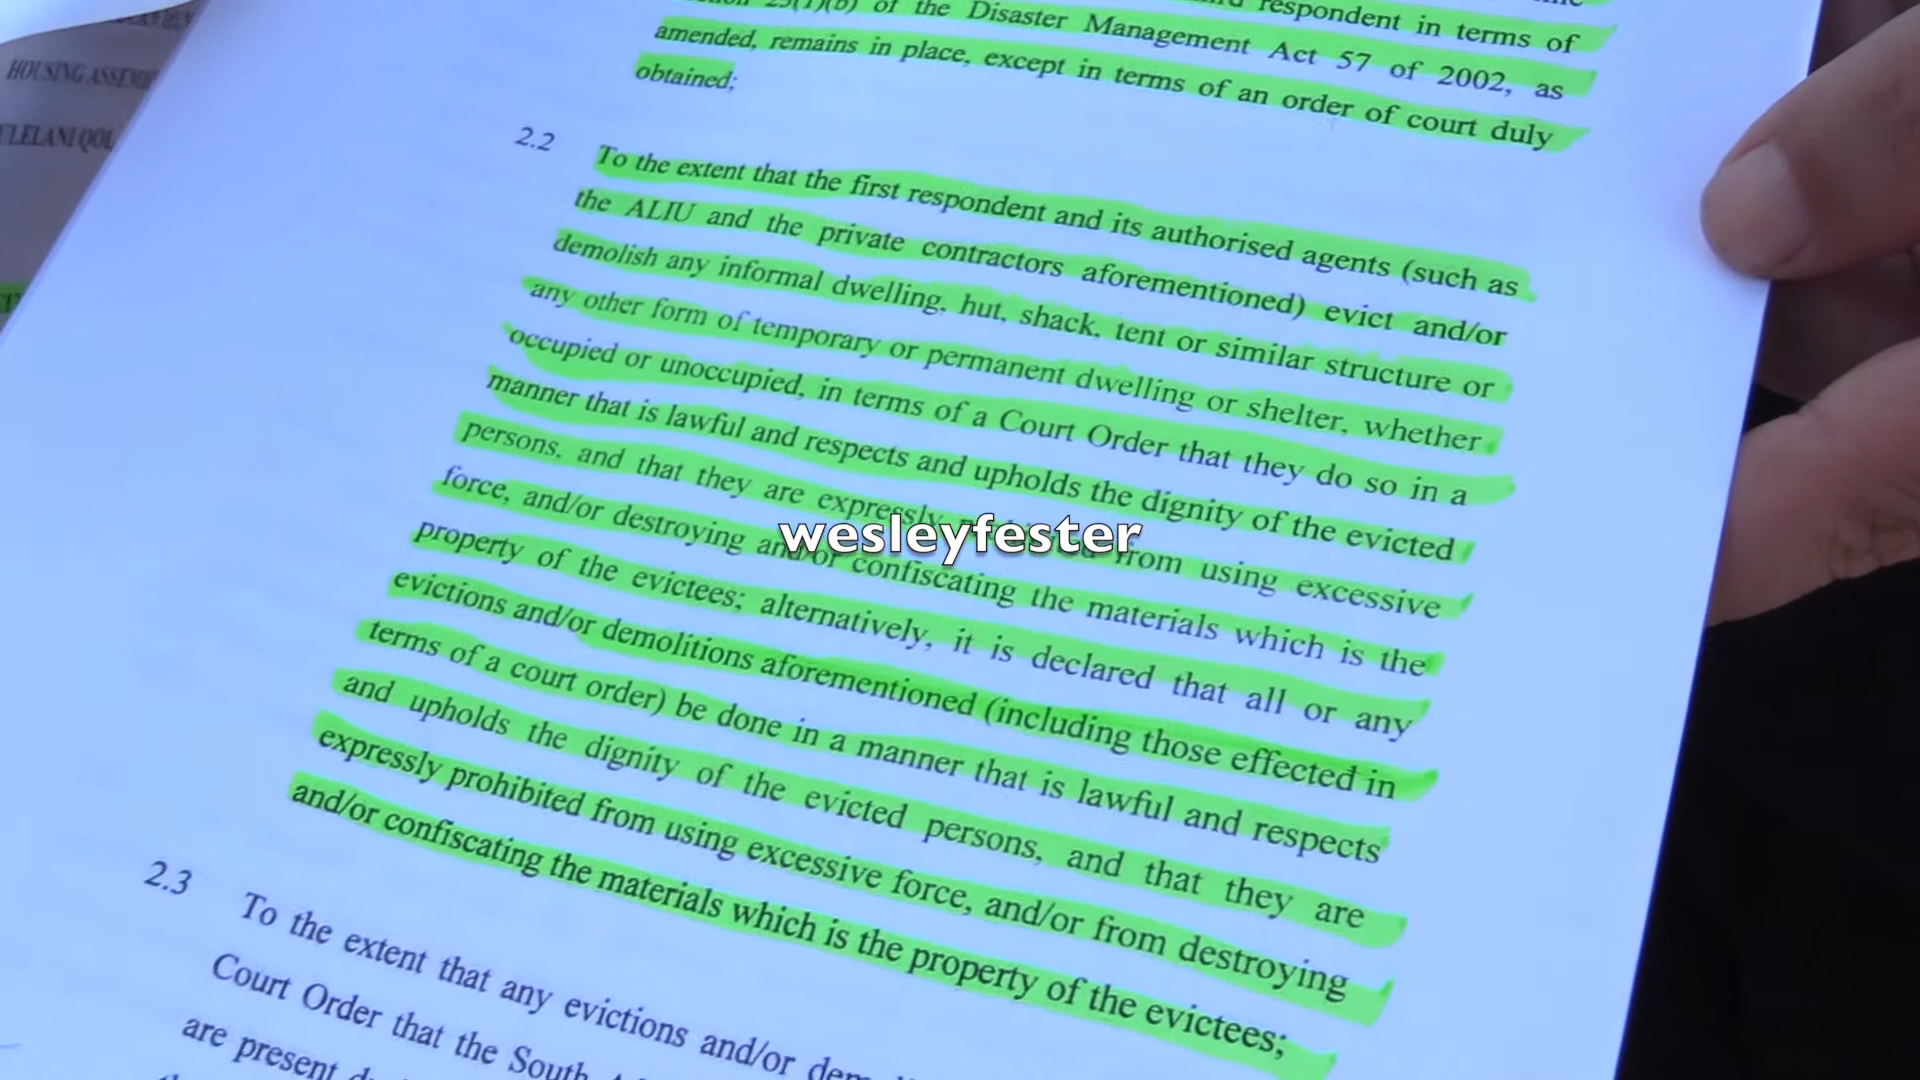 HOUSING ASSEM
ULELANI QOL
respondent in terms of
of the Disaster Management Act 57 of 2002, as
amended, remains in place, except in terms of an order of court duly
obtained;
2.2 To the extent that the first respondent and its authorised agents (such as
the ALIU and the private contractors aforementioned) evict and/or
demolish any informal dwelling, hut, shack, tent or similar structure or
any other form of temporary or permanent dwelling or shelter, whether
occupied or unoccupied, in terms of a Court Order that they do so in a
manner that is lawful and respects and upholds the dignity of the evicted
persons, and that they are expressly from using excessive
force, and/or destroying and/or confiscating the materials which is the
property of the evictees; alternatively, it is declared that all or any
evictions and/or demolitions aforementioned (including those effected in
terms of a court order) be done in a manner that is lawful and respects
and upholds the dignity of the evicted persons, and that they are
expressly prohibited from using excessive force, and/or from destroying
and/or confiscating the materials which is the property of the evictees;
2.3 To the extent that any evictions and/or dem
Court Order that the South
are present
wesleyfester